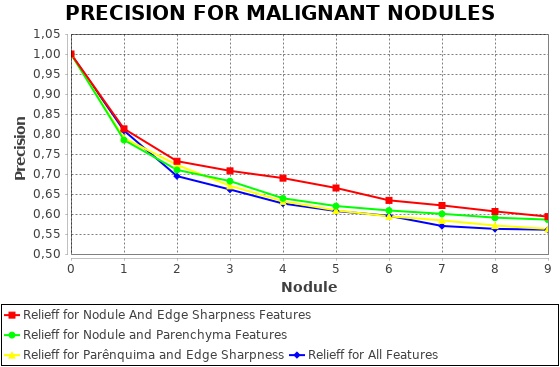 PRECISION FOR MALIGNANT NODULES
1,05
1,00
0,95
0,90
0,85
0,80
0,75
0,70
0,65
0,60
0,55
0,50
Precision
0 1 2 3 4 5 6 7 8 9
Nodule
Relieff for Nodule And Edge Sharpness Features
Relieff for Nodule and Parenchyma Features
Relieff for Parênquima and Edge Sharpness Relieff for All Features